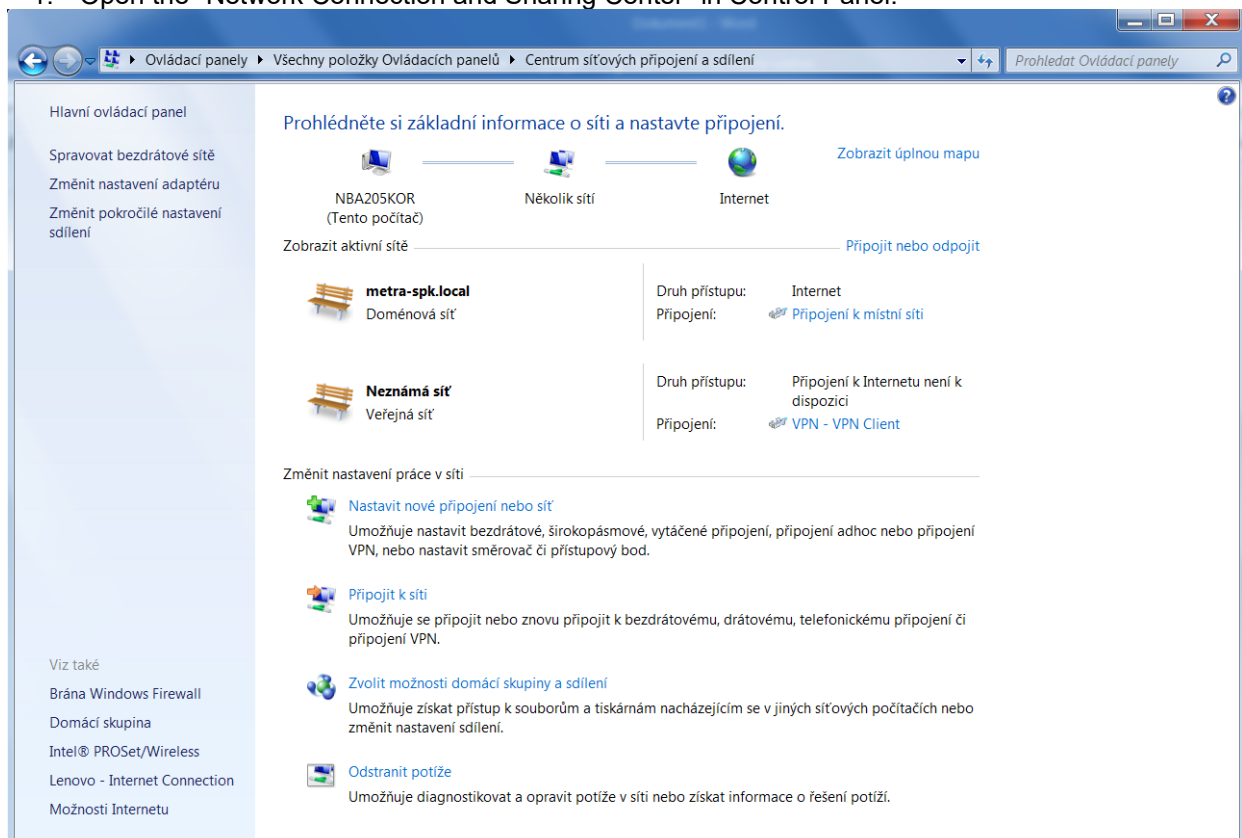 1. Open the "Network Connection and Sharing Center" in Control Panel.
Dokument1 - Word
Ovládací panely ▸ Všechny položky Ovládacích panelů ▸ Centrum síťových připojení a sdílení
Prohledat Ovládací panely
Hlavní ovládací panel
Spravovat bezdrátové sítě
Změnit nastavení adaptéru
Změnit pokročilé nastavení
sdílení
Viz také
Brána Windows Firewall
Domácí skupina
Intel® PROSet/Wireless
Lenovo - Internet Connection
Možnosti Internetu
Prohlédněte si základní informace o síti a nastavte připojení.
Zobrazit úplnou mapu
NBA205KOR
(Tento počítač)
Několik sítí
Internet
Zobrazit aktivní sítě
Připojit nebo odpojit
metra-spk.local
Doménová síť
Druh přístupu: Internet
Připojení: Připojení k místní síti
Neznámá síť
Veřejná síť
Druh přístupu: Připojení k Internetu není k
dispozici
Připojení: VPN - VPN Client
Změnit nastavení práce v síti
Nastavit nové připojení nebo síť
Umožňuje nastavit bezdrátové, širokopásmové, vytáčené připojení, připojení adhoc nebo připojení
VPN, nebo nastavit směrovač či přístupový bod.
Připojit k síti
Umožňuje se připojit nebo znovu připojit k bezdrátovému, drátovému, telefonickému připojení či
připojení VPN.
Zvolit možnosti domácí skupiny a sdílení
Umožňuje získat přístup k souborům a tiskárnám nacházejícím se v jiných síťových počítačích nebo
změnit nastavení sdílení.
Odstranit potíže
Umožňuje diagnostikovat a opravit potíže v síti nebo získat informace o řešení potíží.